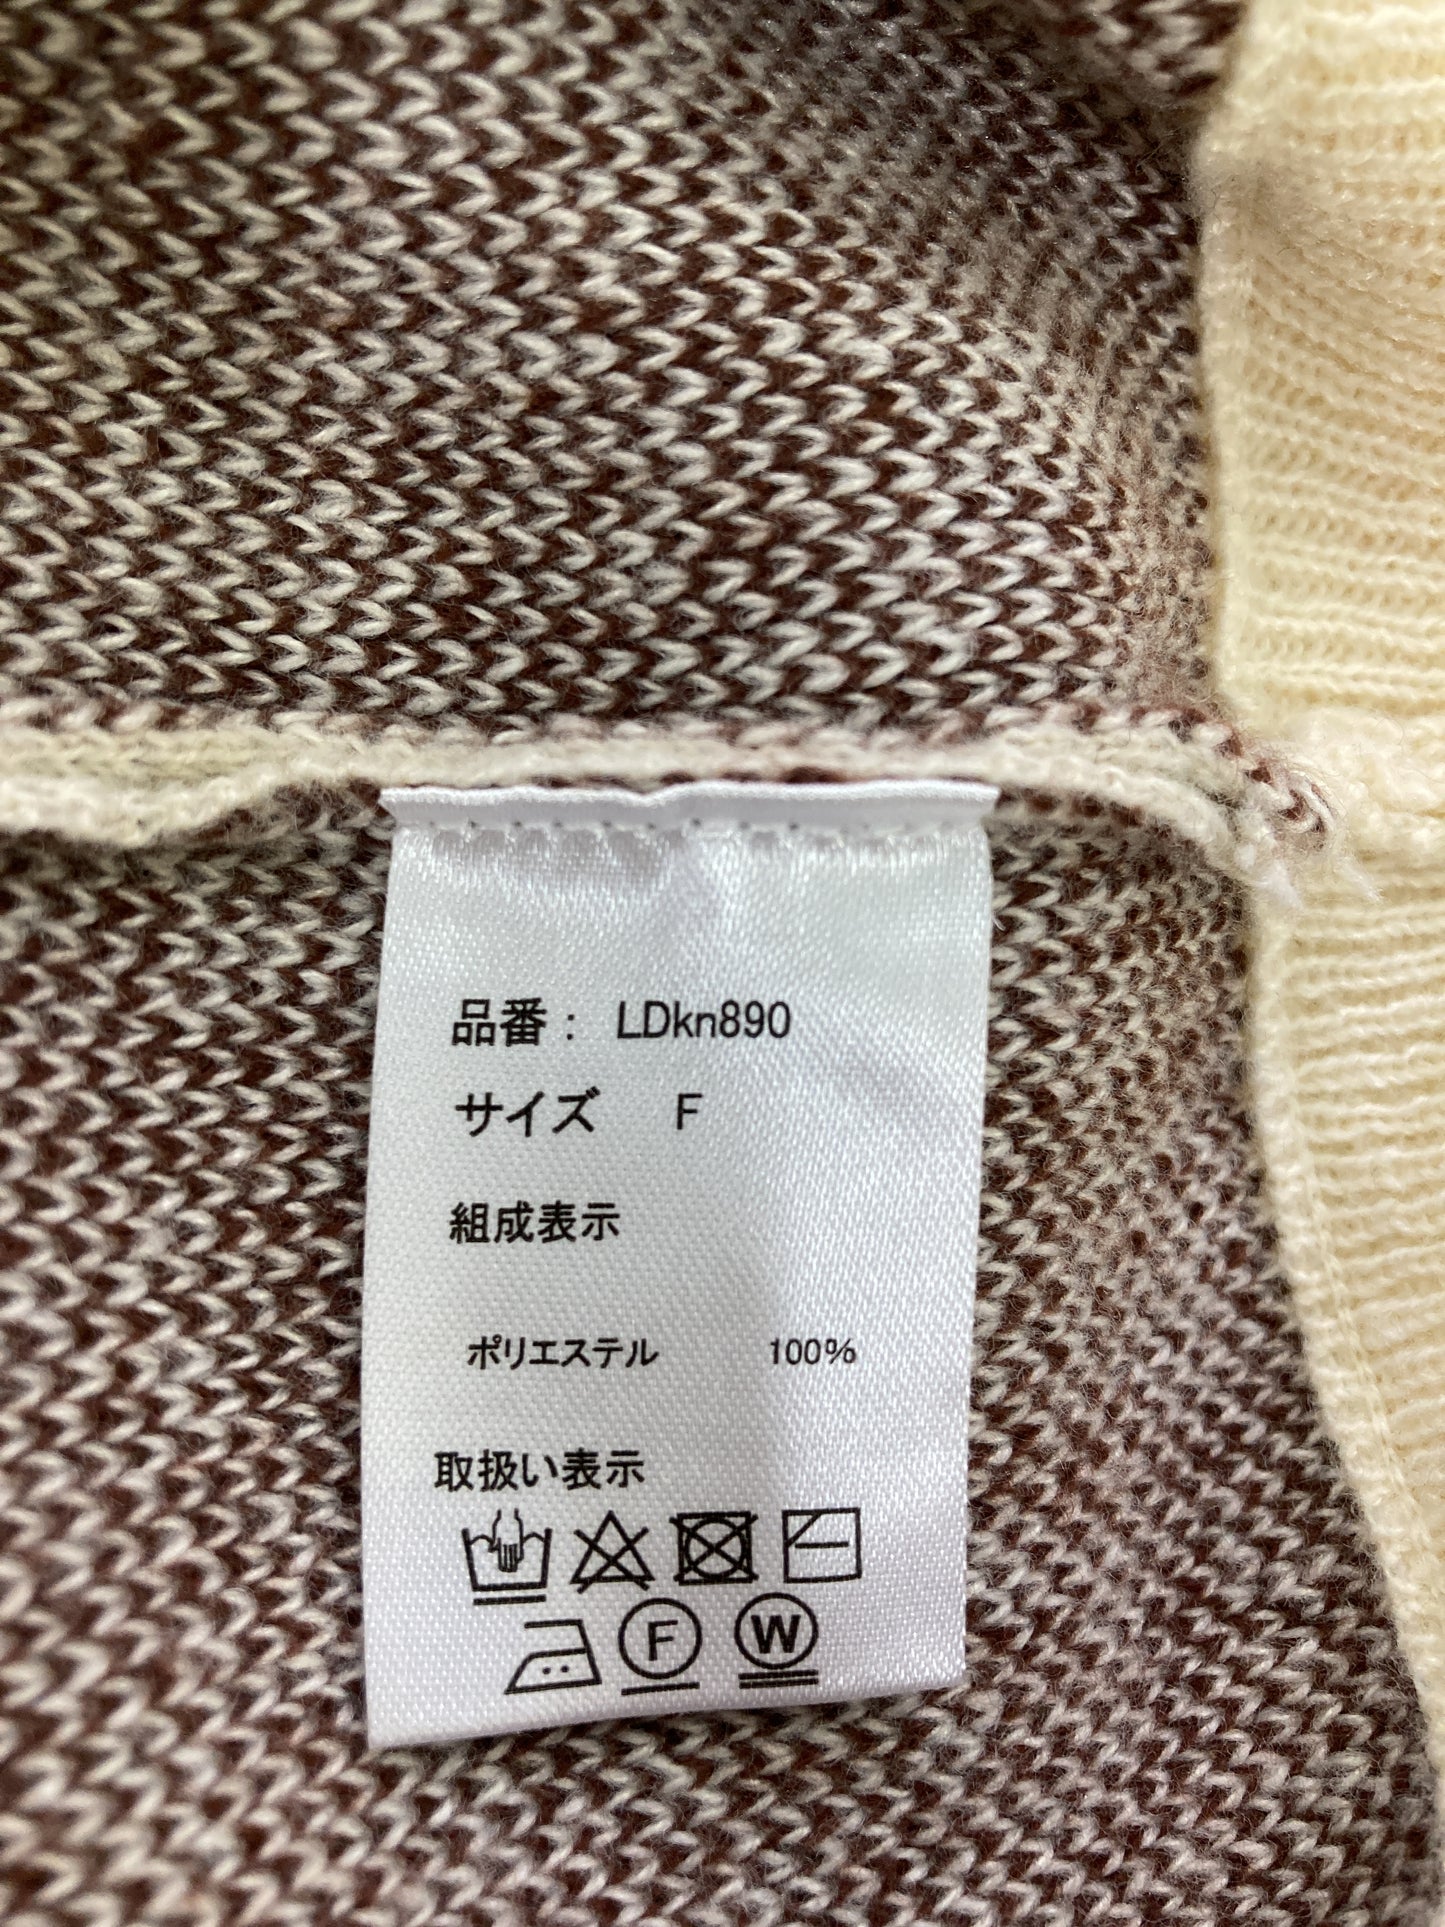 品番： LDkn890
サイズ F
組成表示
ポリエステル 100%
取扱い表示
F W